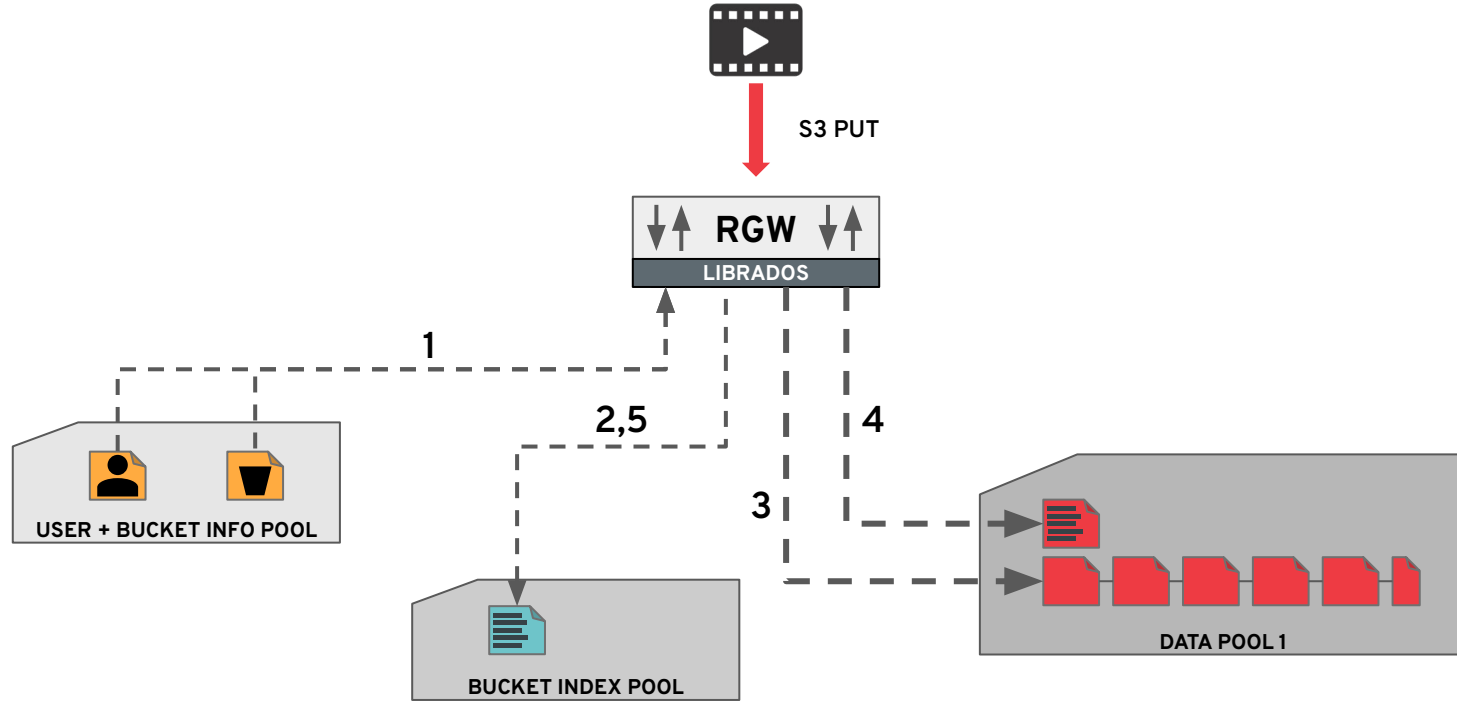 S3 PUT
RGW
LIBRADOS
1
2,5
4
3
USER + BUCKET INFO POOL
DATA POOL 1
BUCKET INDEX POOL